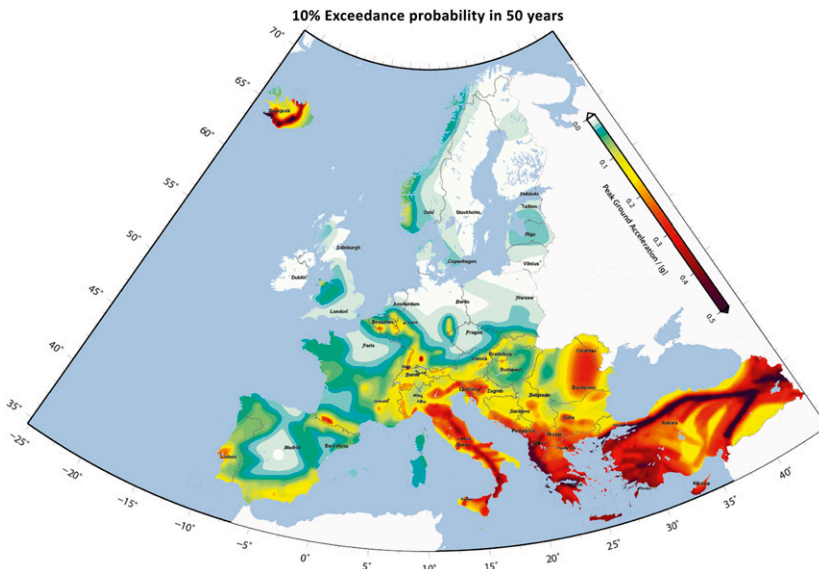 10% Exceedance probability in 50 years
70°
65°
60°
55°
50°
45°
40°
35°
−25°
−20°
−15°
−10°
−5°
0°
5°
10°
15°
20°
25°
30°
35°
40°
0.0
0.1
0.2
0.3
0.4
0.5
Peak Ground Acceleration / [g]
Helsinki
Tallinn
Oslo
Stockholm
Riga
Edinburgh
Copenhagen
Vilnius
Dublin
Amsterdam
Berlin
Warsaw
London
Brussels
Prague
Paris
Vienna
Bratislava
Chisinau
Budapest
Zagreb
Bucharest
Belgrade
Sarajevo
Sofia
Madrid
Barcelona
Lisbon
Ankara
Nikosia